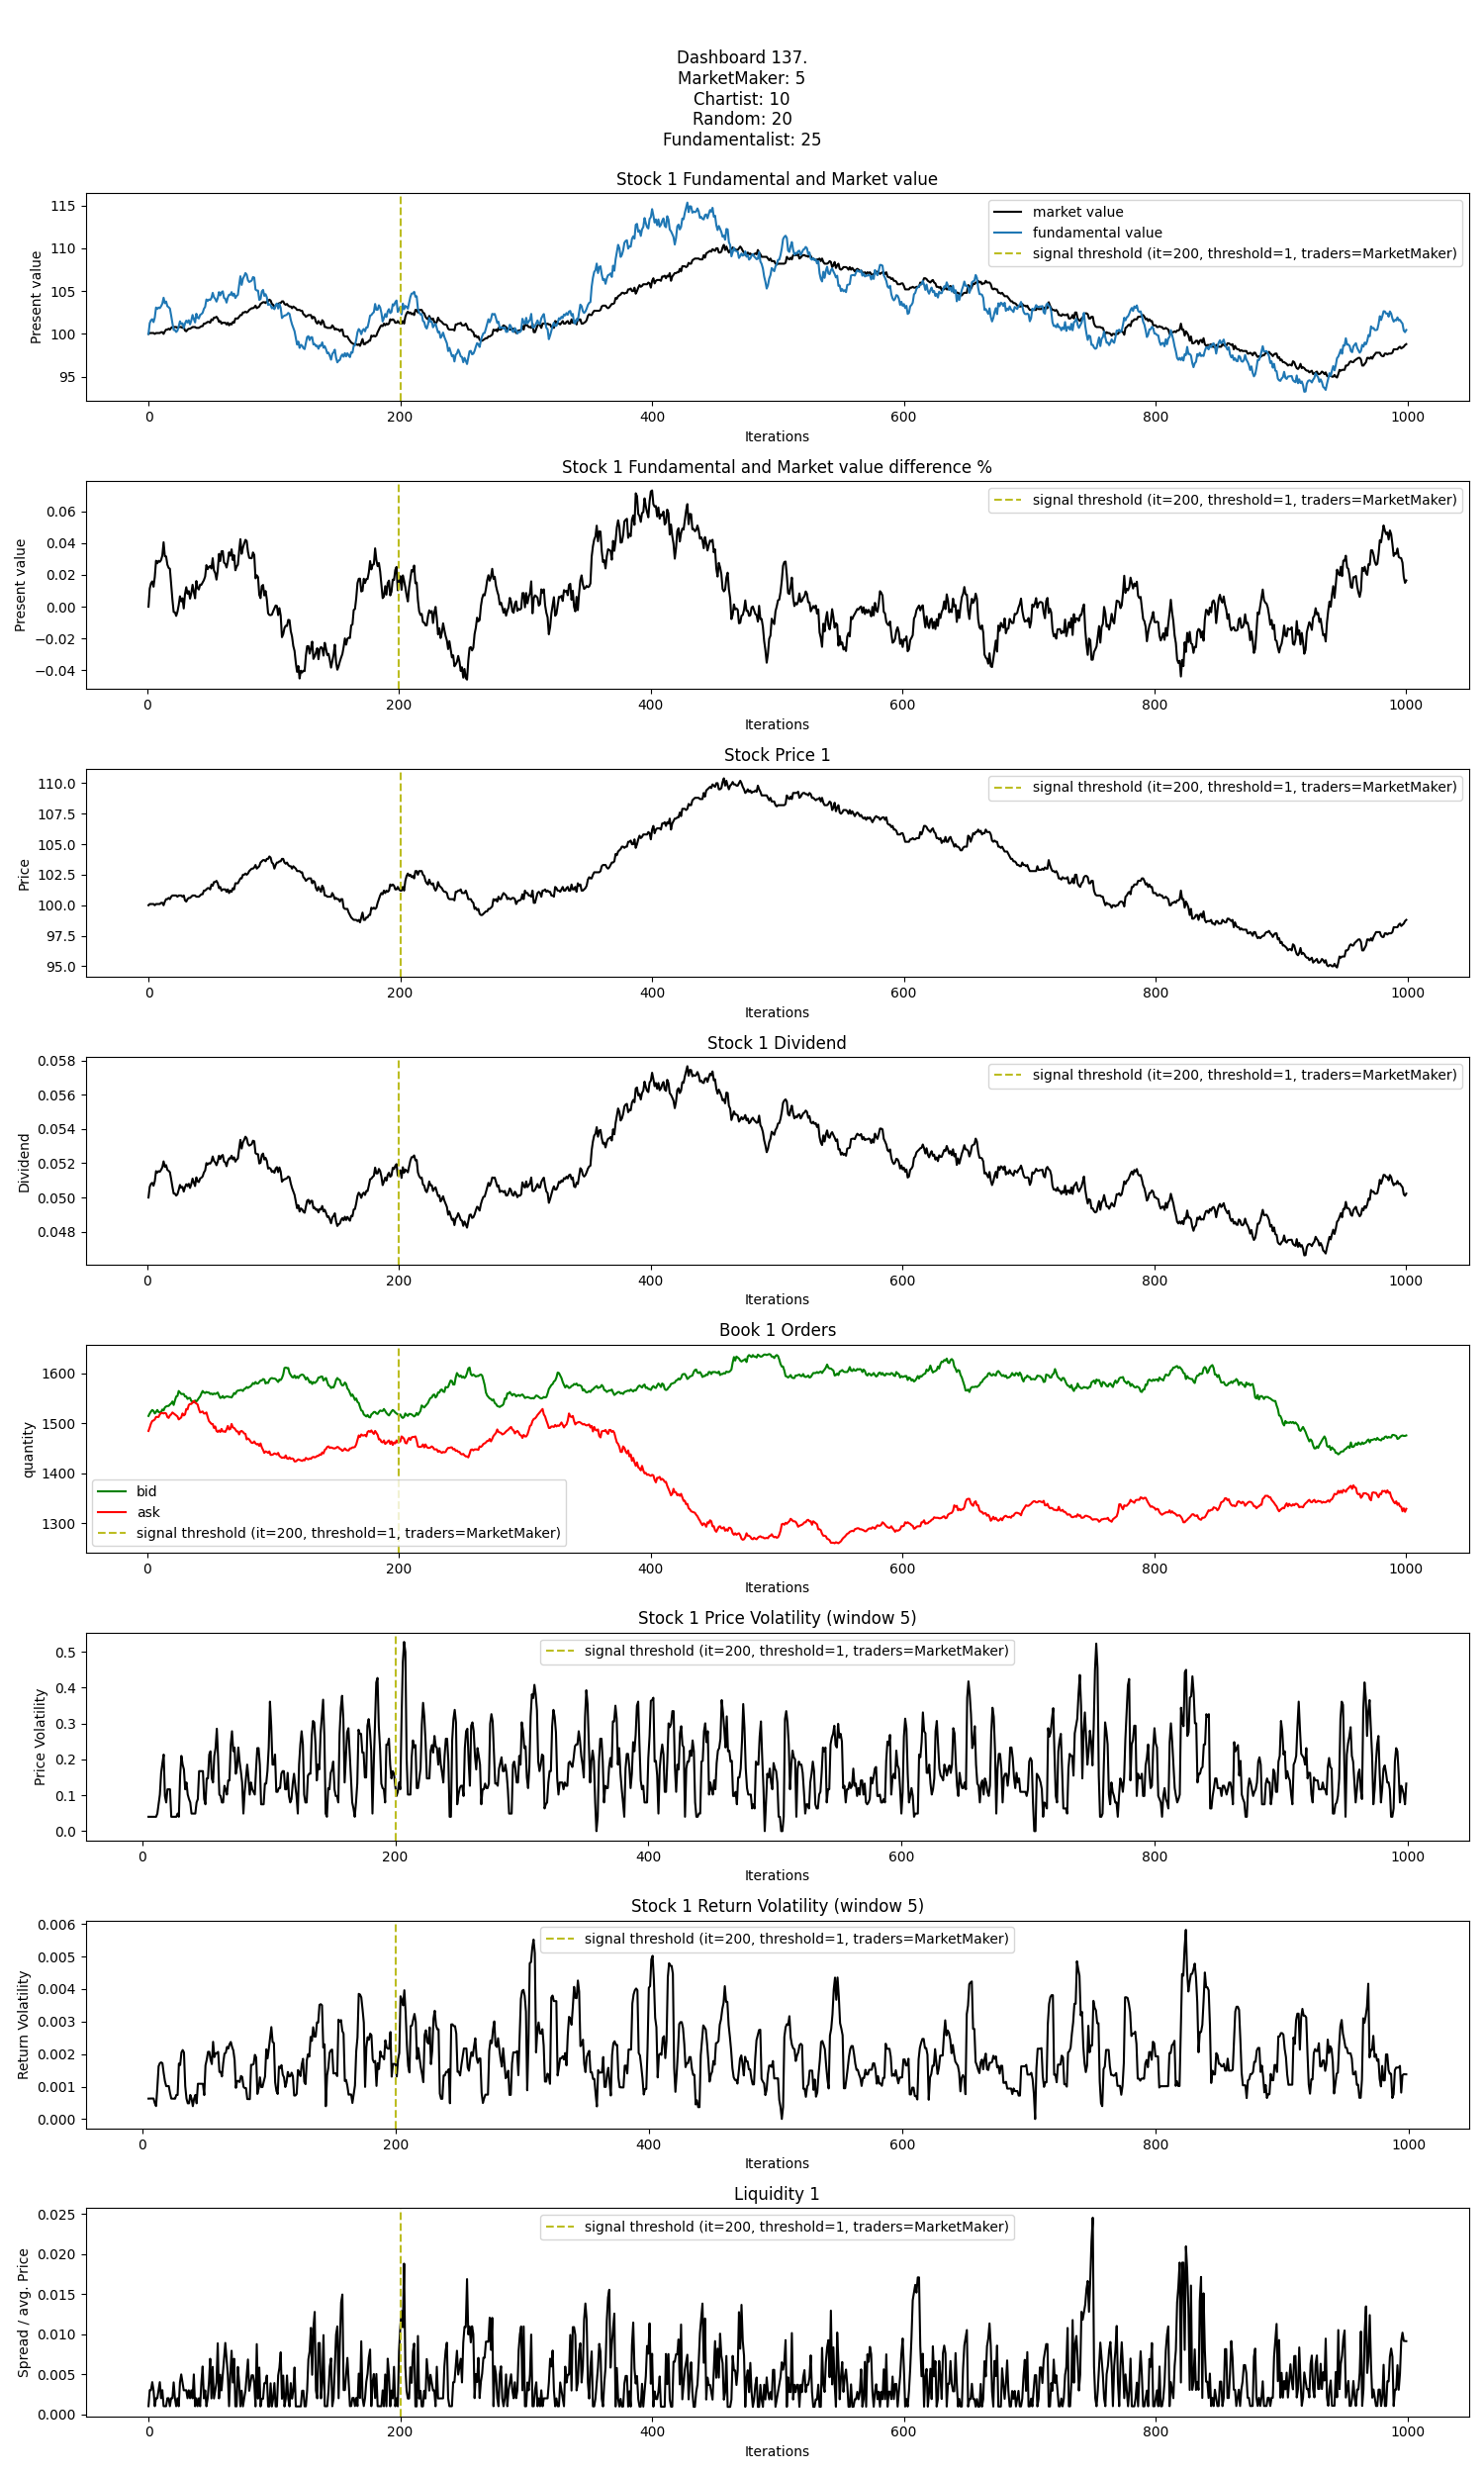 Dashboard 137.
MarketMaker: 5
Chartist: 10
Random: 20
Fundamentalist: 25
Stock 1 Fundamental and Market value
Present value
115
110
105
100
95
market value
fundamental value
signal threshold (it=200, threshold=1, traders=MarketMaker)
0 200 400 600 800 1000
Iterations
Stock 1 Fundamental and Market value difference %
Present value
0.06
0.04
0.02
0.00
−0.02
−0.04
signal threshold (it=200, threshold=1, traders=MarketMaker)
0 200 400 600 800 1000
Iterations
Stock Price 1
Price
110.0
107.5
105.0
102.5
100.0
97.5
95.0
signal threshold (it=200, threshold=1, traders=MarketMaker)
0 200 400 600 800 1000
Iterations
Stock 1 Dividend
Dividend
0.058
0.056
0.054
0.052
0.050
0.048
signal threshold (it=200, threshold=1, traders=MarketMaker)
0 200 400 600 800 1000
Iterations
Book 1 Orders
quantity
1600
1500
1400
1300
bid
ask
signal threshold (it=200, threshold=1, traders=MarketMaker)
0 200 400 600 800 1000
Iterations
Stock 1 Price Volatility (window 5)
Price Volatility
0.5
0.4
0.3
0.2
0.1
0.0
signal threshold (it=200, threshold=1, traders=MarketMaker)
0 200 400 600 800 1000
Iterations
Stock 1 Return Volatility (window 5)
Return Volatility
0.006
0.005
0.004
0.003
0.002
0.001
0.000
signal threshold (it=200, threshold=1, traders=MarketMaker)
0 200 400 600 800 1000
Iterations
Liquidity 1
Spread / avg. Price
0.025
0.020
0.015
0.010
0.005
0.000
signal threshold (it=200, threshold=1, traders=MarketMaker)
0 200 400 600 800 1000
Iterations